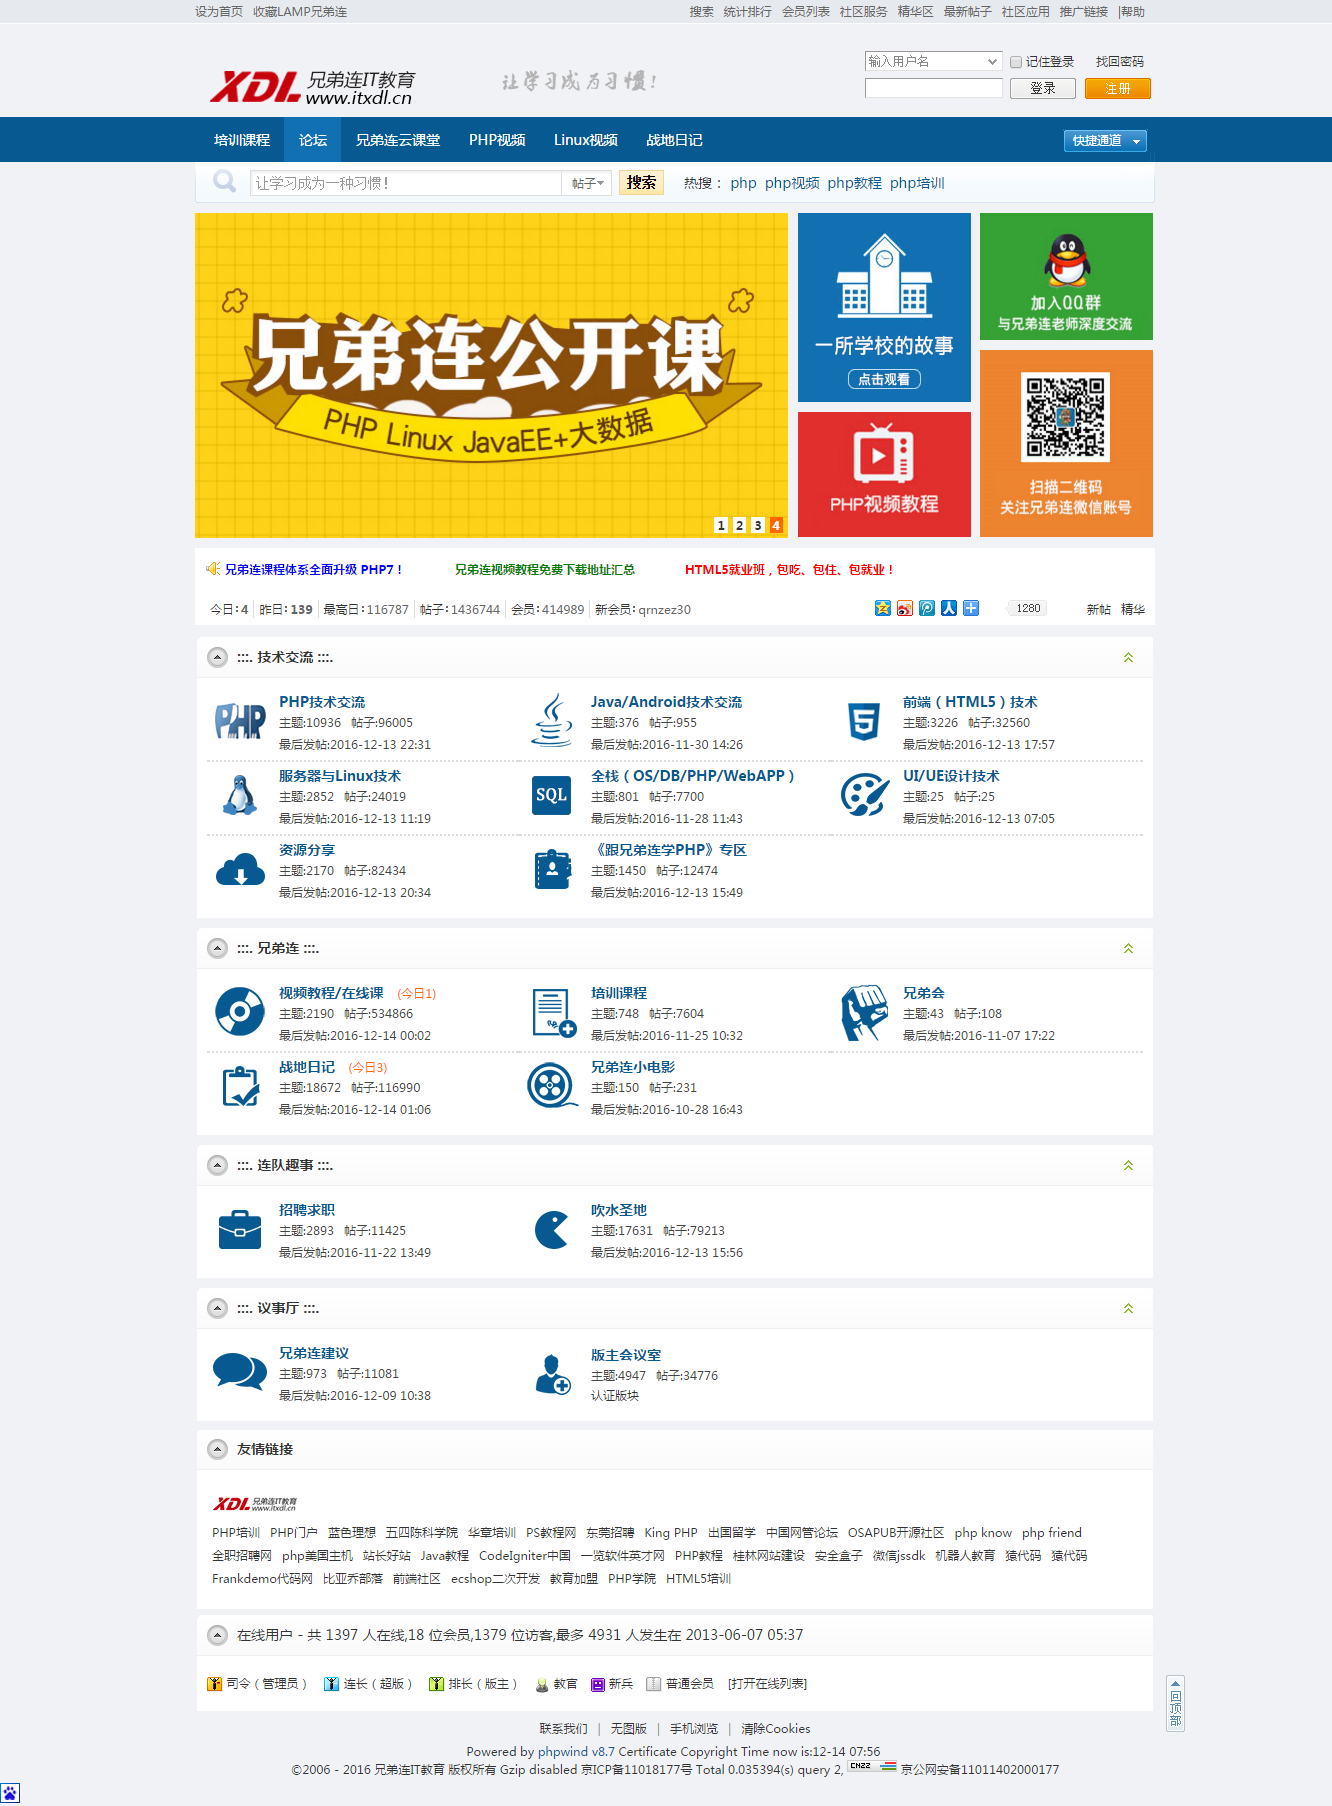 设为首页 收藏LAMP兄弟连 搜索 统计排行 会员列表 社区服务 精华区 最新帖子 社区应用 推广链接 |帮助
XDL 兄弟连IT教育 www.itxdl.cn 让学习成为习惯!
输入用户名 记住登录 找回密码
登录 注册
培训课程 论坛 兄弟连云课堂 PHP视频 Linux视频 战地日记 快捷通道
让学习成为一种习惯! 帖子 搜索 热搜: php php视频 php教程 php培训
兄弟连公开课
PHP Linux JavaEE+大数据
1 2 3 4
一所学校的故事
点击观看
PHP视频教程
加入QQ群
与兄弟连老师深度交流
扫描二维码
关注兄弟连微信账号
兄弟连课程体系全面升级 PHP7! 兄弟连视频教程免费下载地址汇总 HTML5就业班,包吃、包住、包就业!
今日:4 昨日:139 最高日:116787 帖子:1436744 会员:414989 新会员:qrnzez30 1280 新帖 精华
:::. 技术交流 :::.
PHP技术交流
主题:10936 帖子:96005
最后发帖:2016-12-13 22:31
Java/Android技术交流
主题:376 帖子:955
最后发帖:2016-11-30 14:26
前端(HTML5)技术
主题:3226 帖子:32560
最后发帖:2016-12-13 17:57
服务器与Linux技术
主题:2852 帖子:24019
最后发帖:2016-12-13 11:19
SQL
全栈(OS/DB/PHP/WebAPP)
主题:801 帖子:7700
最后发帖:2016-11-28 11:43
UI/UE设计技术
主题:25 帖子:25
最后发帖:2016-12-13 07:05
资源分享
主题:2170 帖子:82434
最后发帖:2016-12-13 20:34
《跟兄弟连学PHP》专区
主题:1450 帖子:12474
最后发帖:2016-12-13 15:49
:::. 兄弟连 :::.
视频教程/在线课 (今日1)
主题:2190 帖子:534866
最后发帖:2016-12-14 00:02
培训课程
主题:748 帖子:7604
最后发帖:2016-11-25 10:32
兄弟会
主题:43 帖子:108
最后发帖:2016-11-07 17:22
战地日记 (今日3)
主题:18672 帖子:116990
最后发帖:2016-12-14 01:06
兄弟连小电影
主题:150 帖子:231
最后发帖:2016-10-28 16:43
:::. 连队趣事 :::.
招聘求职
主题:2893 帖子:11425
最后发帖:2016-11-22 13:49
吹水圣地
主题:17631 帖子:79213
最后发帖:2016-12-13 15:56
:::. 议事厅 :::.
兄弟连建议
主题:973 帖子:11081
最后发帖:2016-12-09 10:38
版主会议室
主题:4947 帖子:34776
认证版块
友情链接
XDL 兄弟连IT教育 www.itxdl.cn
PHP培训 PHP门户 蓝色理想 五四陈科学院 华章培训 PS教程网 东莞招聘 King PHP 出国留学 中国网管论坛 OSAPUB开源社区 php know php friend
全职招聘网 php美国主机 站长好站 Java教程 CodeIgniter中国 一览软件英才网 PHP教程 桂林网站建设 安全盒子 微信jssdk 机器人教育 猿代码 猿代码
Frankdemo代码网 比亚乔部落 前端社区 ecshop二次开发 教育加盟 PHP学院 HTML5培训
在线用户 - 共 1397 人在线,18 位会员,1379 位访客,最多 4931 人发生在 2013-06-07 05:37
司令(管理员) 连长(超版) 排长(版主) 教官 新兵 普通会员 [打开在线列表]
回顶部
联系我们 | 无图版 | 手机浏览 | 清除Cookies
Powered by phpwind v8.7 Certificate Copyright Time now is:12-14 07:56
©2006 - 2016 兄弟连IT教育 版权所有 Gzip disabled 京ICP备11018177号 Total 0.035394(s) query 2, CNZZ 京公网安备11011402000177